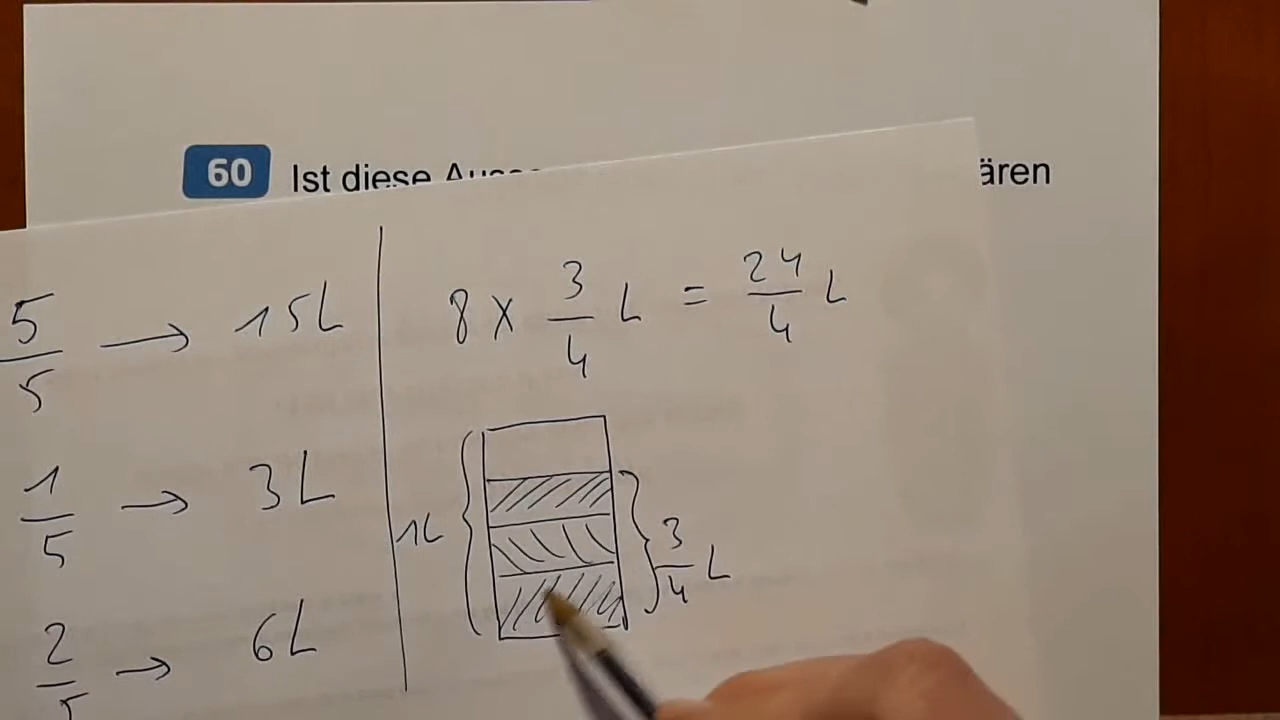 60 Ist diese ären
5/5 → 15L
1/5 → 3L
2/5 → 6L
8 x 3/4 L = 24/4 L
1L
3/4 L